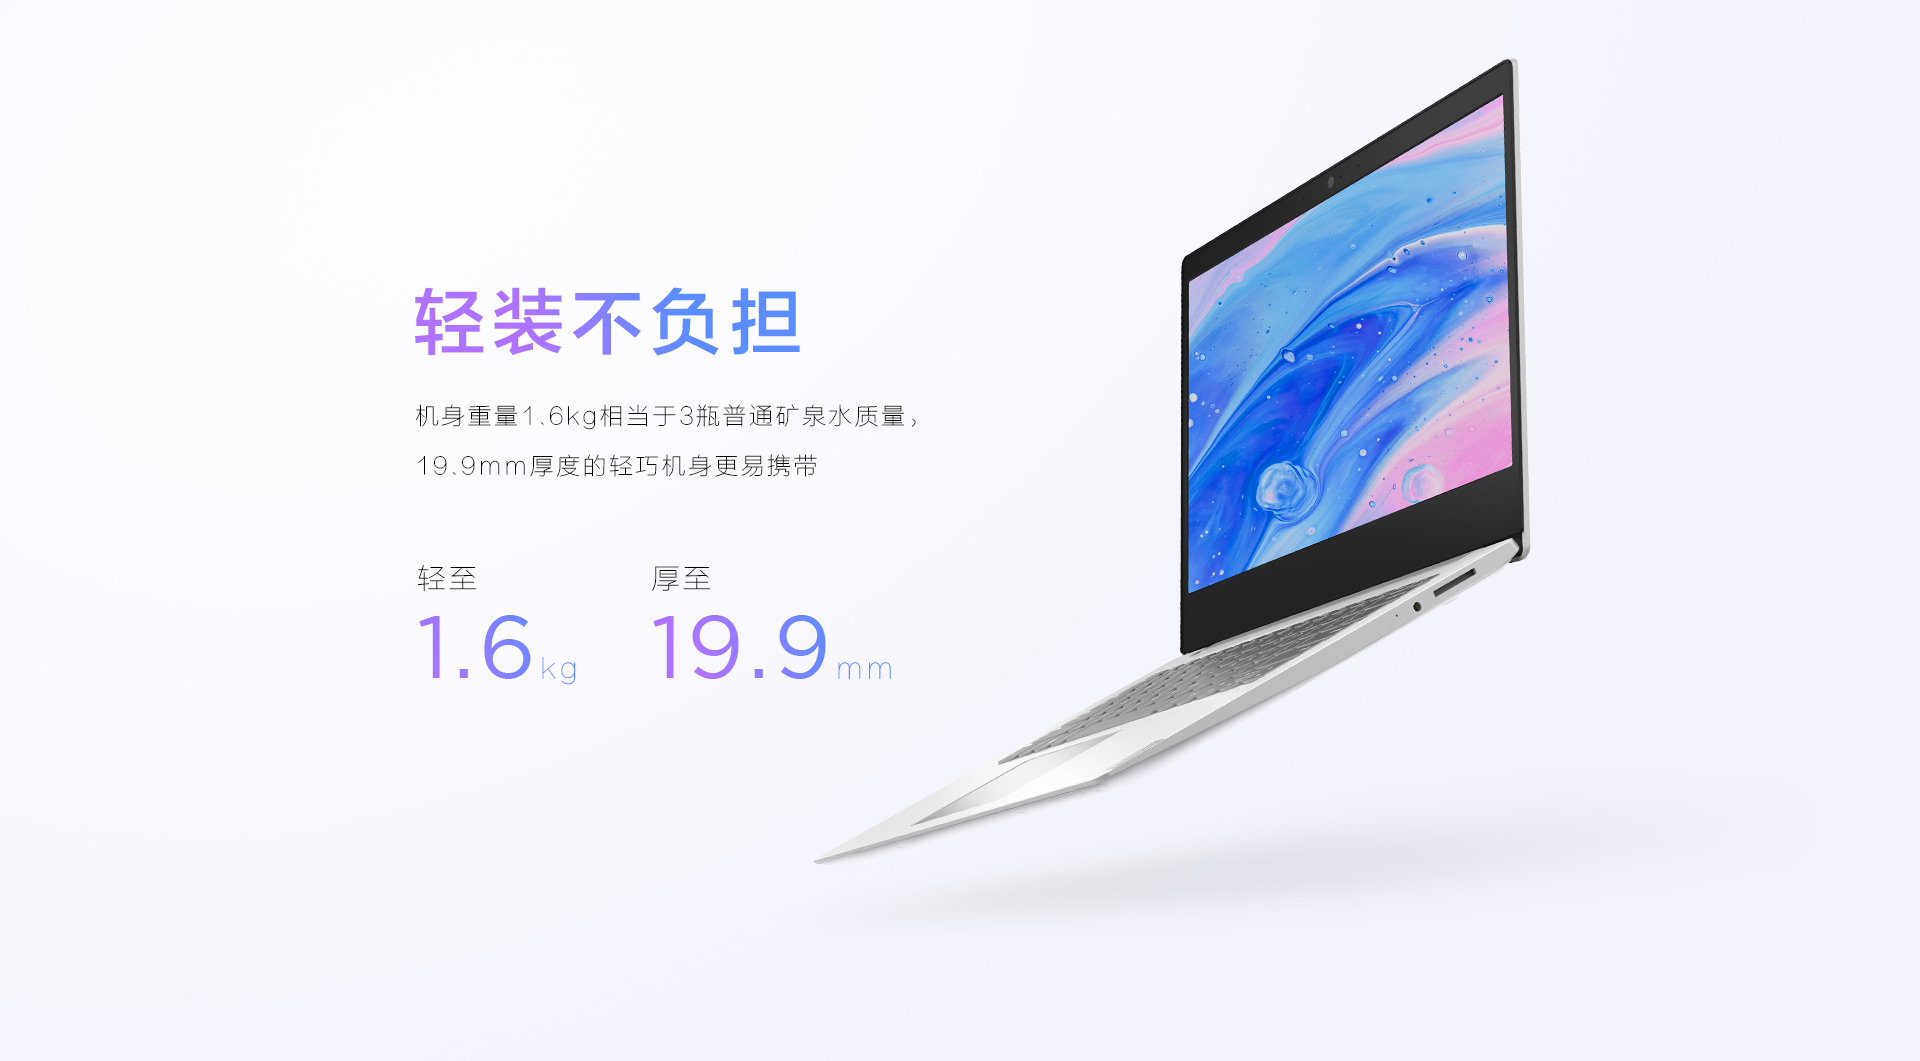 轻装不负担
机身重量1.6kg相当于3瓶普通矿泉水质量，
19.9mm厚度的轻巧机身更易携带
轻至 厚至
1.6kg 19.9mm